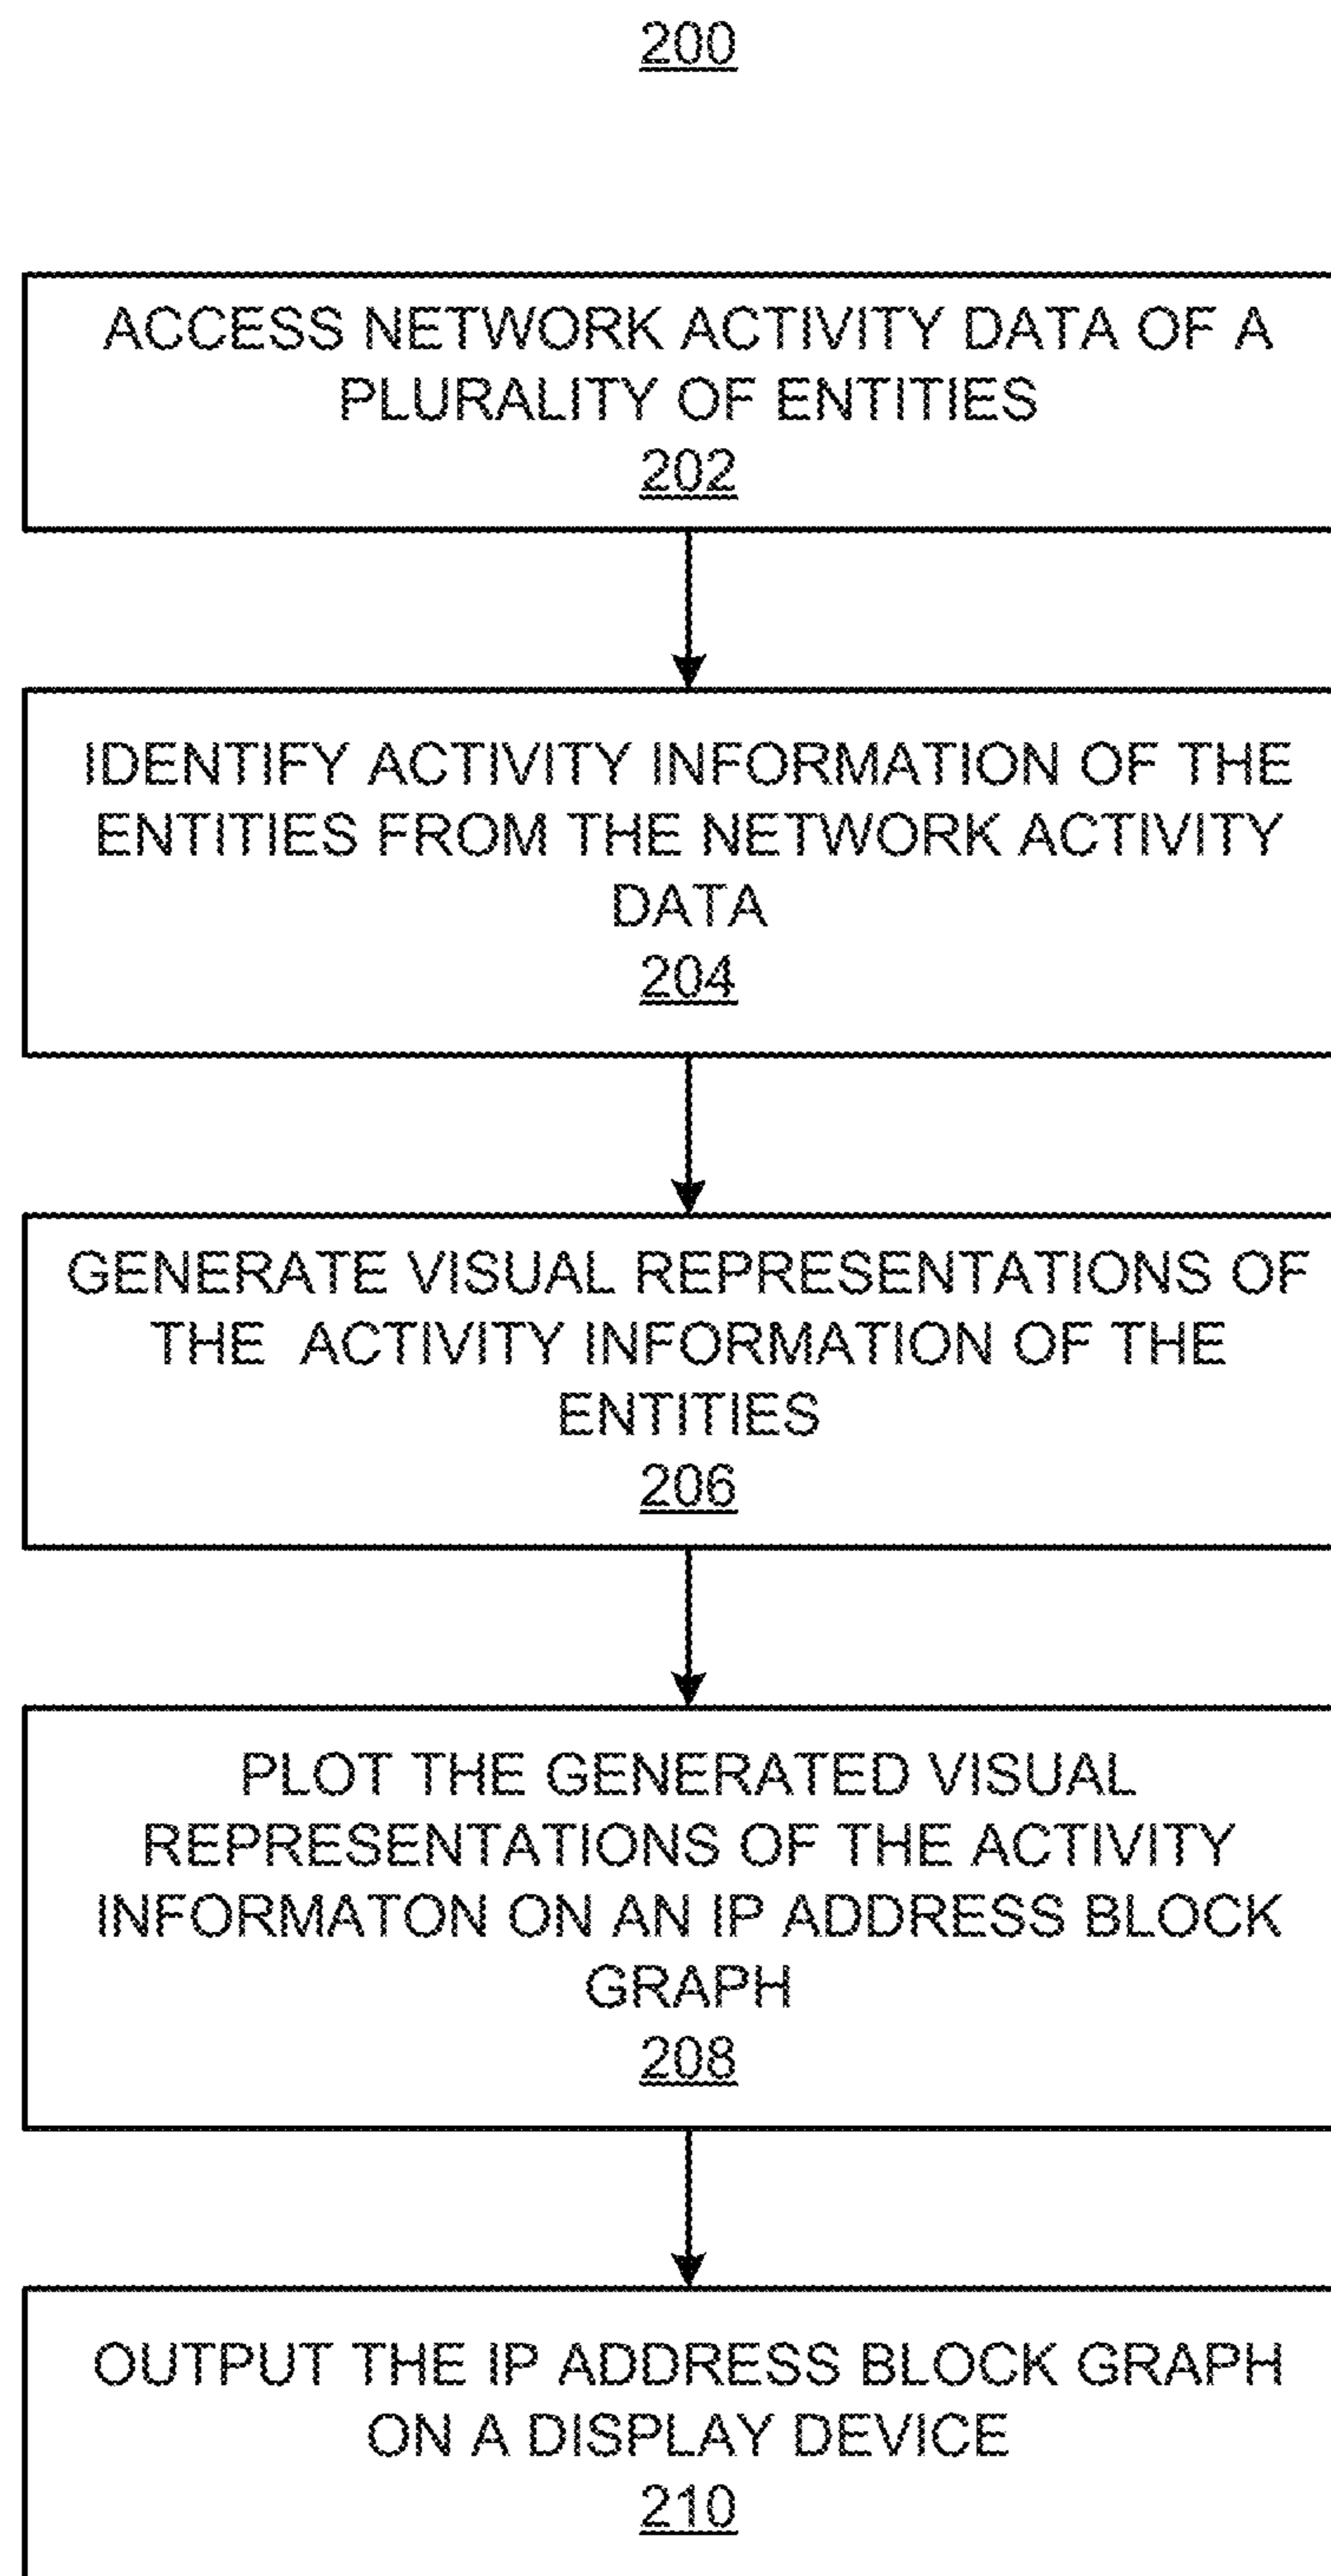 200
ACCESS NETWORK ACTIVITY DATA OF A
PLURALITY OF ENTITIES
202
IDENTIFY ACTIVITY INFORMATION OF THE
ENTITIES FROM THE NETWORK ACTIVITY
DATA
204
GENERATE VISUAL REPRESENTATIONS OF
THE ACTIVITY INFORMATION OF THE
ENTITIES
206
PLOT THE GENERATED VISUAL
REPRESENTATIONS OF THE ACTIVITY
INFORMATON ON AN IP ADDRESS BLOCK
GRAPH
208
OUTPUT THE IP ADDRESS BLOCK GRAPH
ON A DISPLAY DEVICE
210